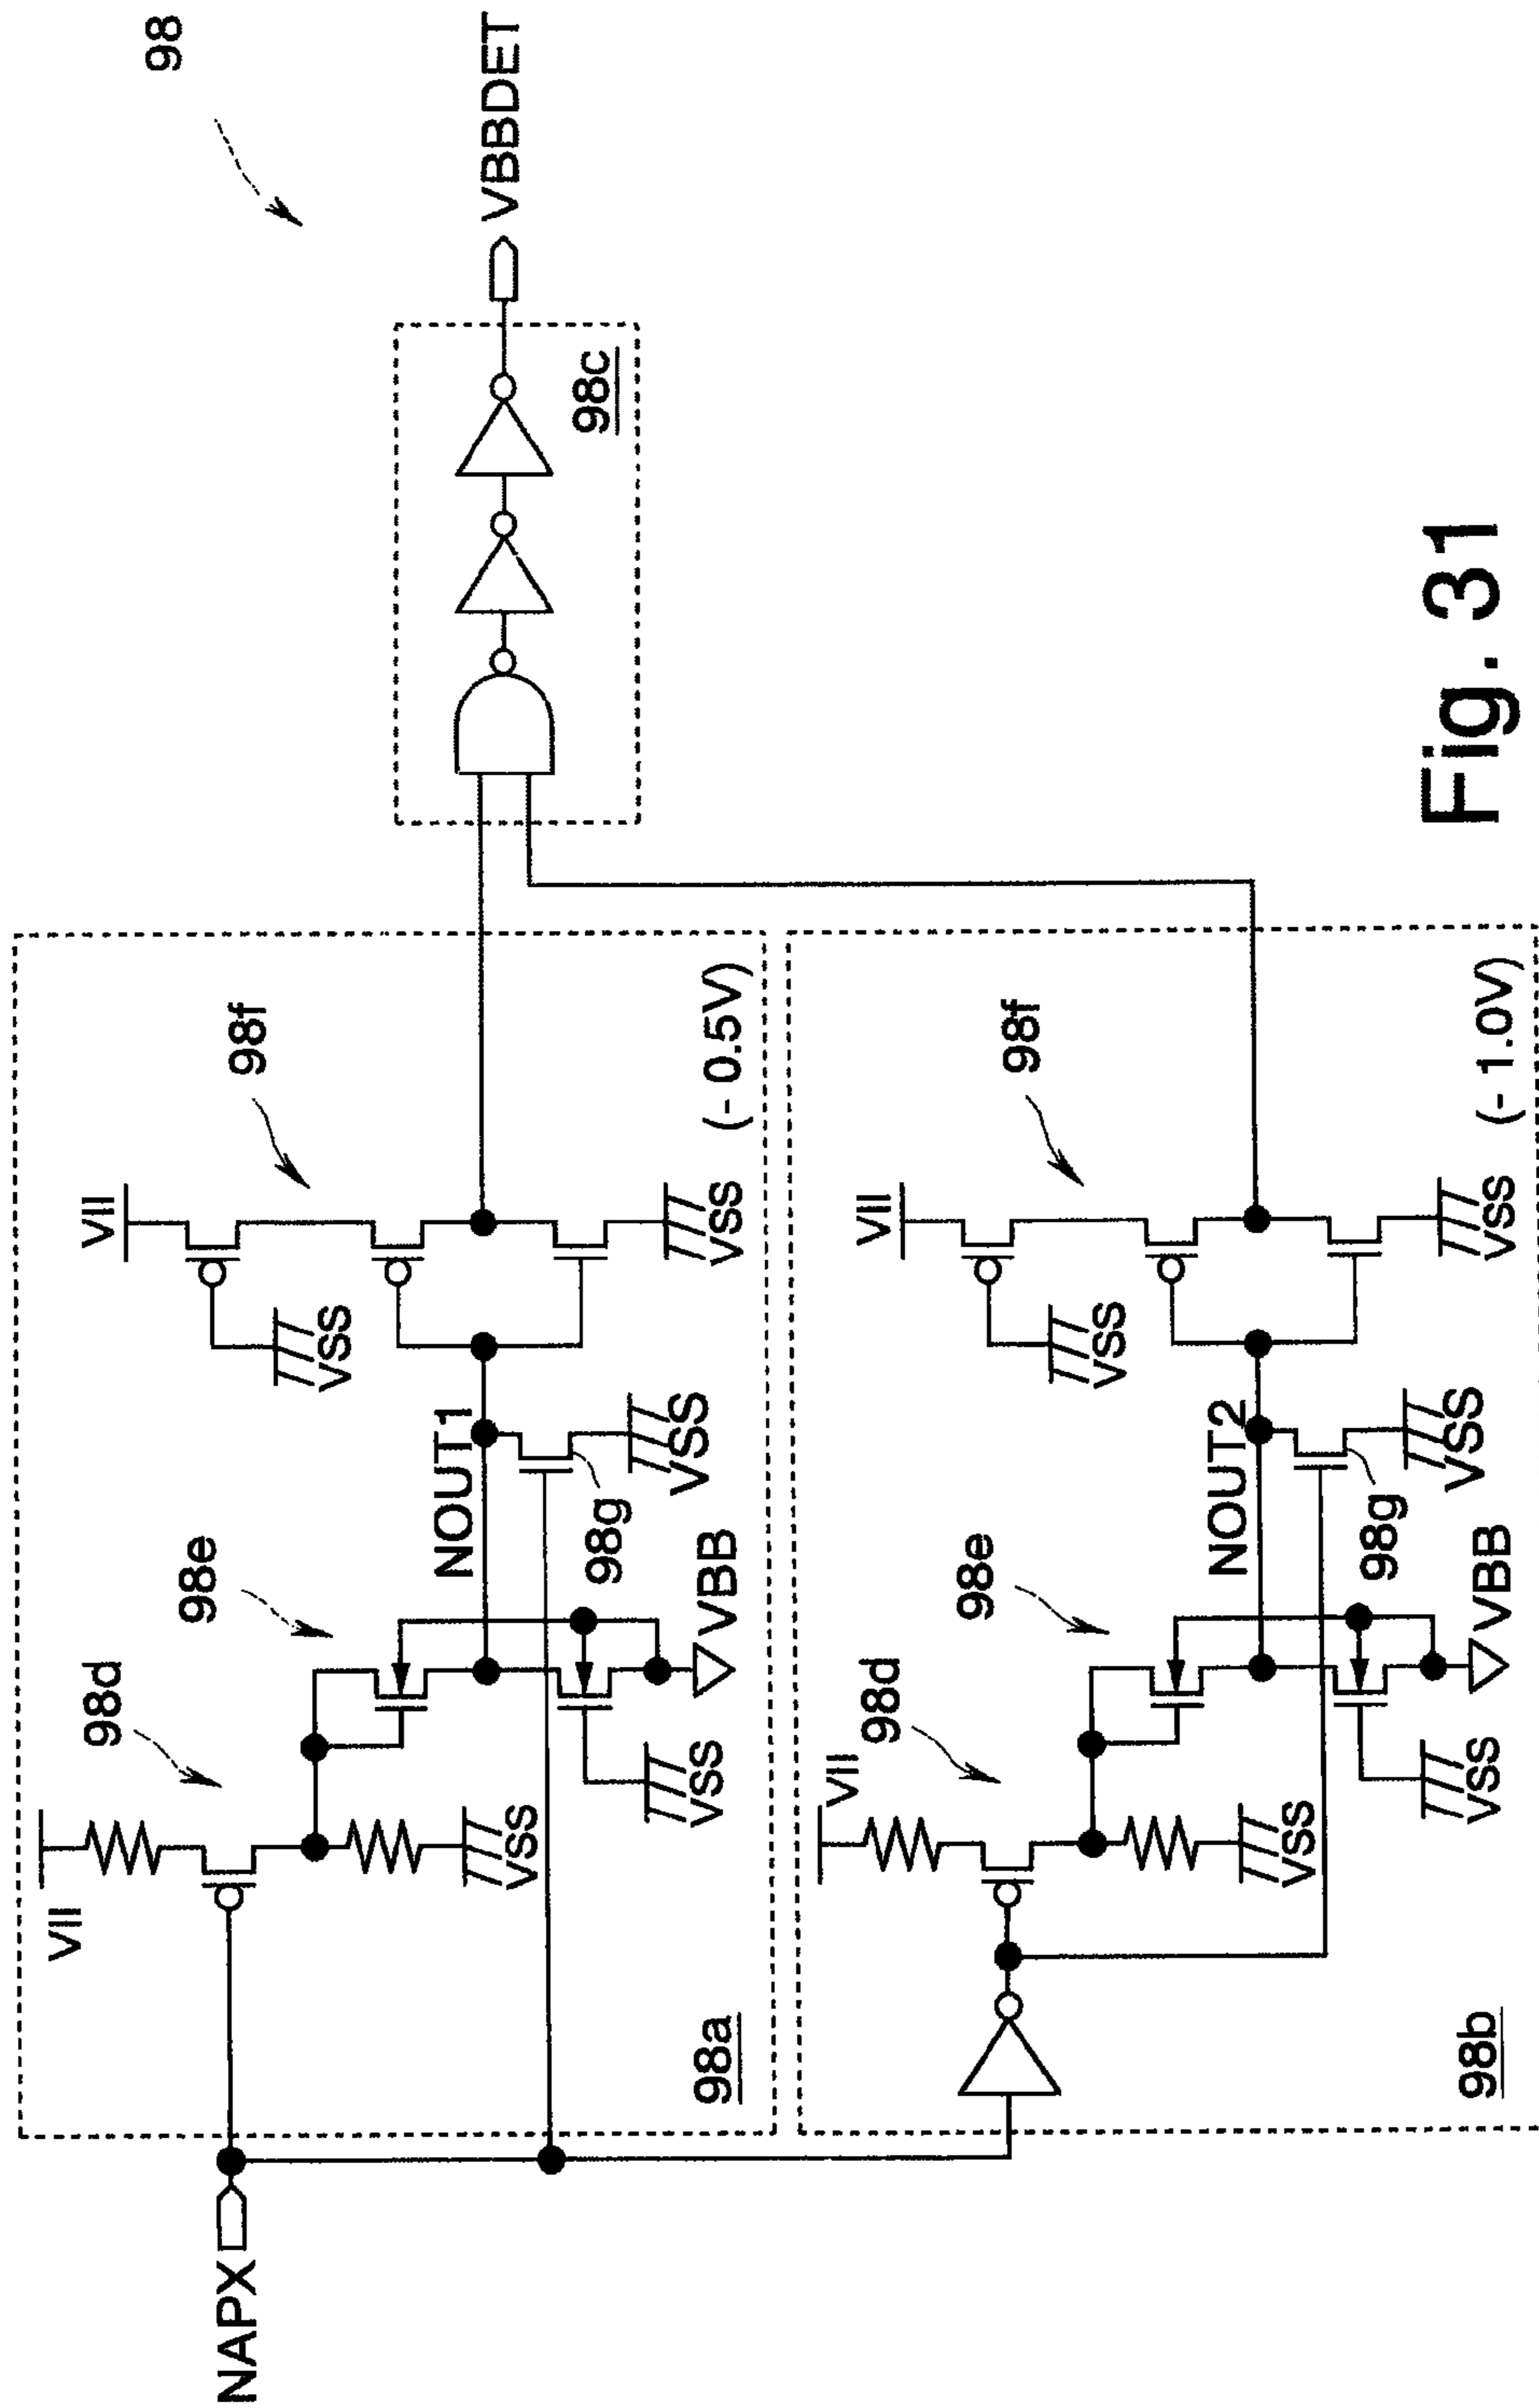 98
NAPX
VBBDET
VII
98d
98e
98f
VII
VSS
NOUT1
VSS
VSS
98g
VSS
VBB
VSS
(- 0.5V)
98a
98c
VII
98d
98e
98f
VII
VSS
NOUT2
VSS
VSS
98g
VSS
VBB
VSS
(- 1.0V)
98b
Fig. 31